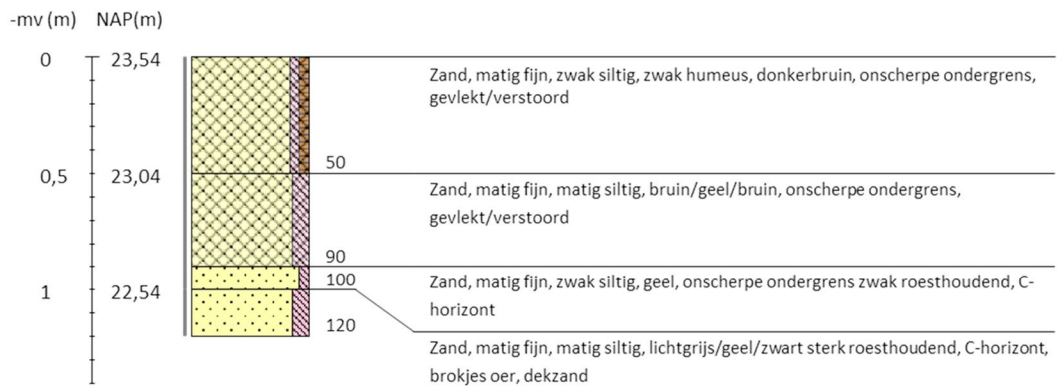 -mv (m) NAP(m)
0 23,54
Zand, matig fijn, zwak siltig, zwak humeus, donkerbruin, onscherpe ondergrens,
gevlekt/verstoord
50
0,5 23,04
Zand, matig fijn, matig siltig, bruin/geel/bruin, onscherpe ondergrens,
gevlekt/verstoord
90
100
Zand, matig fijn, zwak siltig, geel, onscherpe ondergrens zwak roesthoudend, C-
horizont
1 22,54
120
Zand, matig fijn, matig siltig, lichtgrijs/geel/zwart sterk roesthoudend, C-horizont,
brokjes oer, dekzand